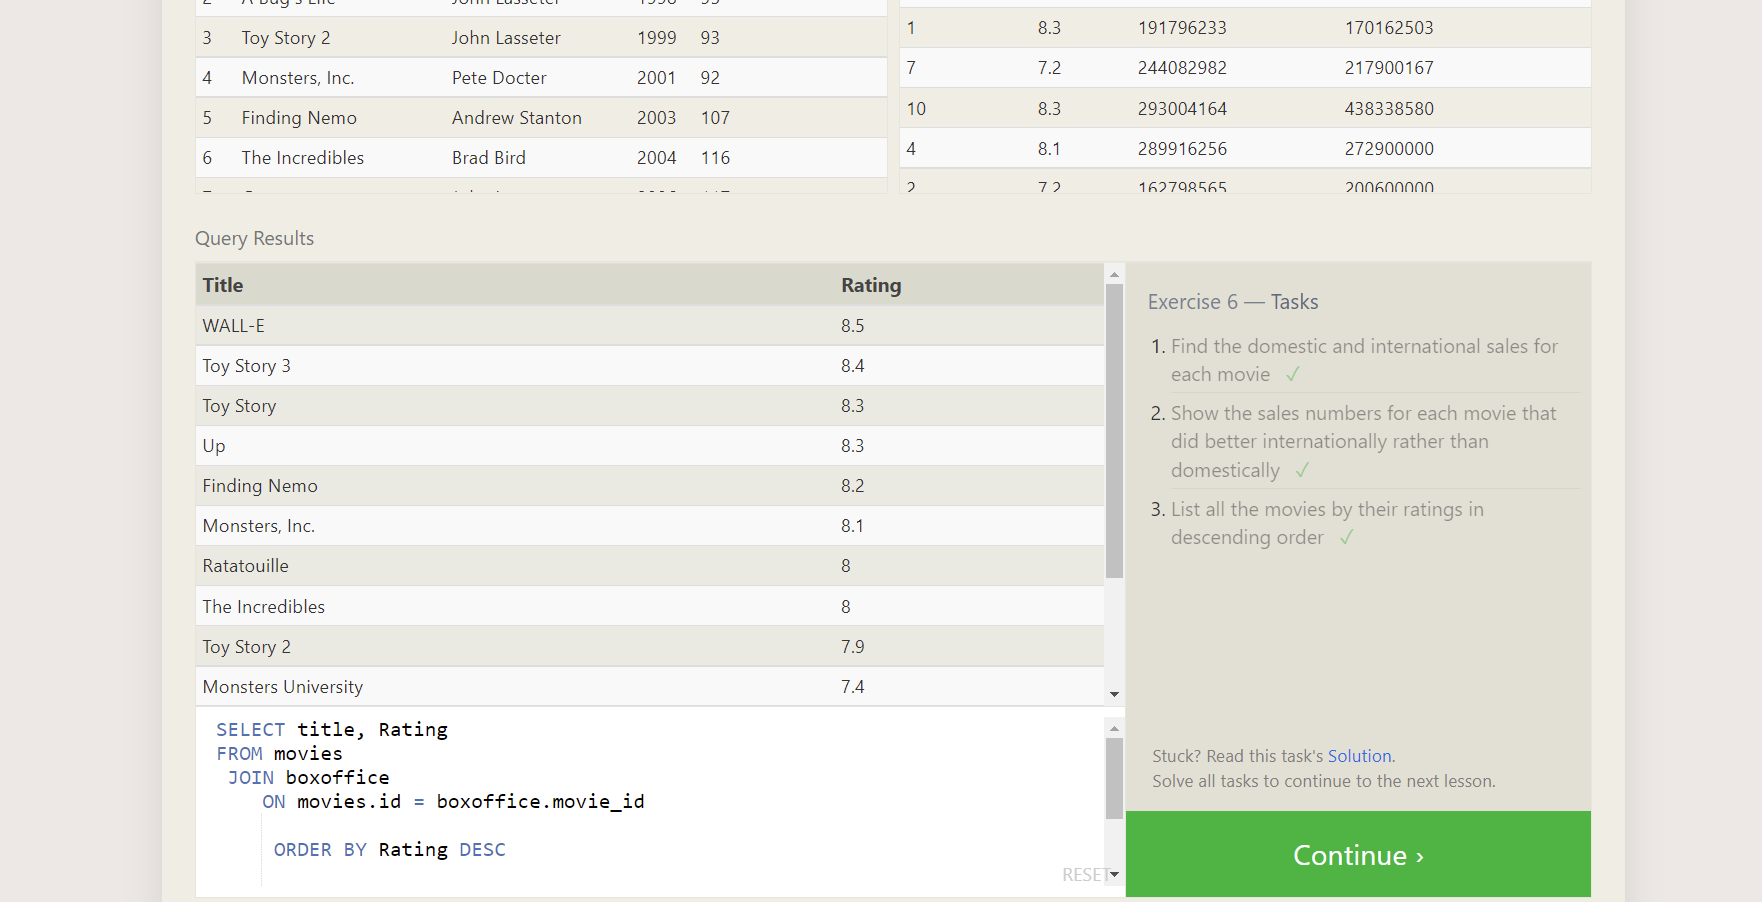 2 A Bug's Life John Lasseter 1998 95
3 Toy Story 2 John Lasseter 1999 93
4 Monsters, Inc. Pete Docter 2001 92
5 Finding Nemo Andrew Stanton 2003 107
6 The Incredibles Brad Bird 2004 116
1 8.3 191796233 170162503
7 7.2 244082982 217900167
10 8.3 293004164 438338580
4 8.1 289916256 272900000
2 7.2 162798565 200600000
Query Results
Title Rating
WALL-E 8.5
Toy Story 3 8.4
Toy Story 8.3
Up 8.3
Finding Nemo 8.2
Monsters, Inc. 8.1
Ratatouille 8
The Incredibles 8
Toy Story 2 7.9
Monsters University 7.4
SELECT title, Rating
FROM movies
JOIN boxoffice
ON movies.id = boxoffice.movie_id
ORDER BY Rating DESC
RESET
Exercise 6 — Tasks
1. Find the domestic and international sales for
each movie ✓
2. Show the sales numbers for each movie that
did better internationally rather than
domestically ✓
3. List all the movies by their ratings in
descending order ✓
Stuck? Read this task's Solution.
Solve all tasks to continue to the next lesson.
Continue ›